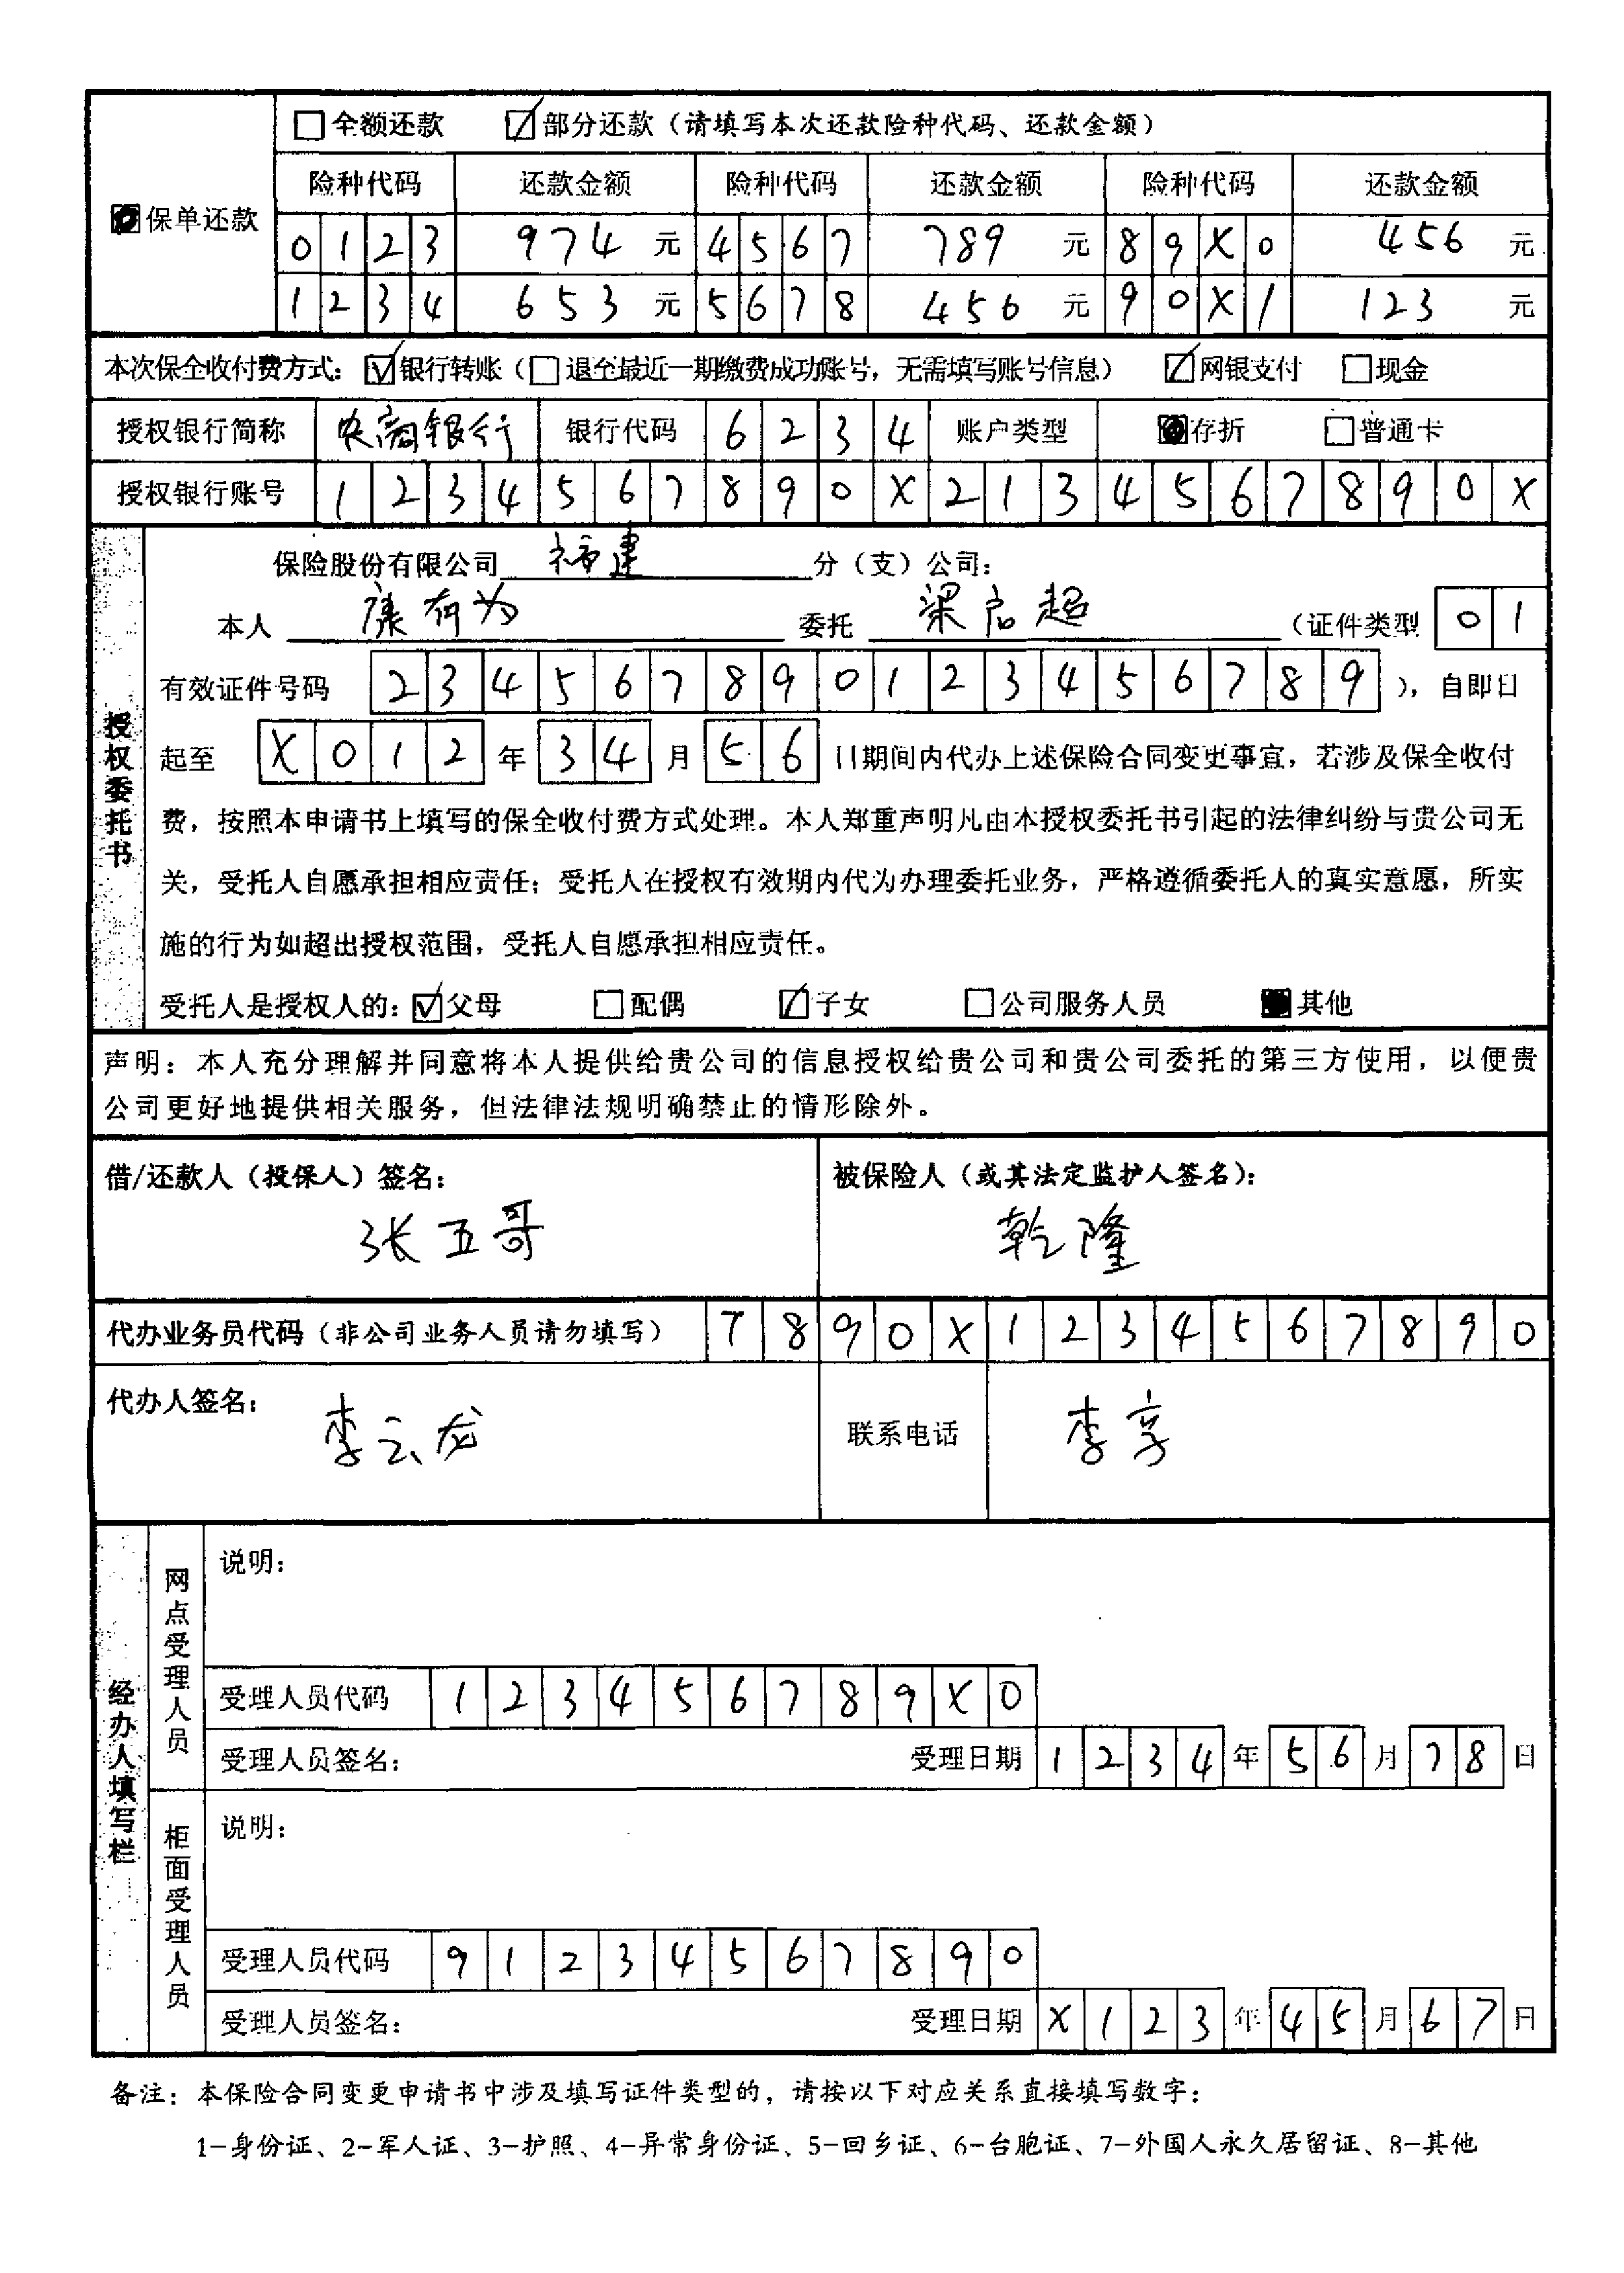 □全额还款 ☑部分还款（请填写本次还款险种代码、还款金额）
险种代码 还款金额 险种代码 还款金额 险种代码 还款金额
保单还款
0123 974 元 4567 789 元 89X0 456 元
1234 653 元 5678 456 元 90X1 123 元
本次保全收付费方式：☑银行转账（□退至最近一期缴费成功账号，无需填写账号信息） ☑网银支付 □现金
授权银行简称 银行 银行代码 6234 账户类型 ■存折 □普通卡
授权银行账号 1234567890X2134567890X
授权委托书
保险股份有限公司 福建 分（支）公司：
本人 康有为 委托 梁启超 （证件类型 01
有效证件号码 234567890123456789 ），自即日
起至 X012 年 34 月 56 日期间内代办上述保险合同变更事宜，若涉及保全收付
费，按照本申请书上填写的保全收付费方式处理。本人郑重声明凡由本授权委托书引起的法律纠纷与贵公司无
关，受托人自愿承担相应责任；受托人在授权有效期内代为办理委托业务，严格遵循委托人的真实意愿，所实
施的行为如超出授权范围，受托人自愿承担相应责任。
受托人是授权人的：☑父母 □配偶 ☑子女 □公司服务人员 ■其他
声明：本人充分理解并同意将本人提供给贵公司的信息授权给贵公司和贵公司委托的第三方使用，以便贵
公司更好地提供相关服务，但法律法规明确禁止的情形除外。
借/还款人（投保人）签名： 被保险人（或其法定监护人签名）：
张五哥 乾隆
代办业务员代码（非公司业务人员请勿填写） 7890X1234567890
代办人签名： 李云龙 联系电话 李享
经办人填写栏
网点受理人员
说明：
受理人员代码 123456789X0
受理人员签名： 受理日期 1234 年 56 月 78 日
柜面受理人员
说明：
受理人员代码 91234567890
受理人员签名： 受理日期 X123 年 45 月 67 日
备注：本保险合同变更申请书中涉及填写证件类型的，请按以下对应关系直接填写数字：
1-身份证、2-军人证、3-护照、4-异常身份证、5-回乡证、6-台胞证、7-外国人永久居留证、8-其他